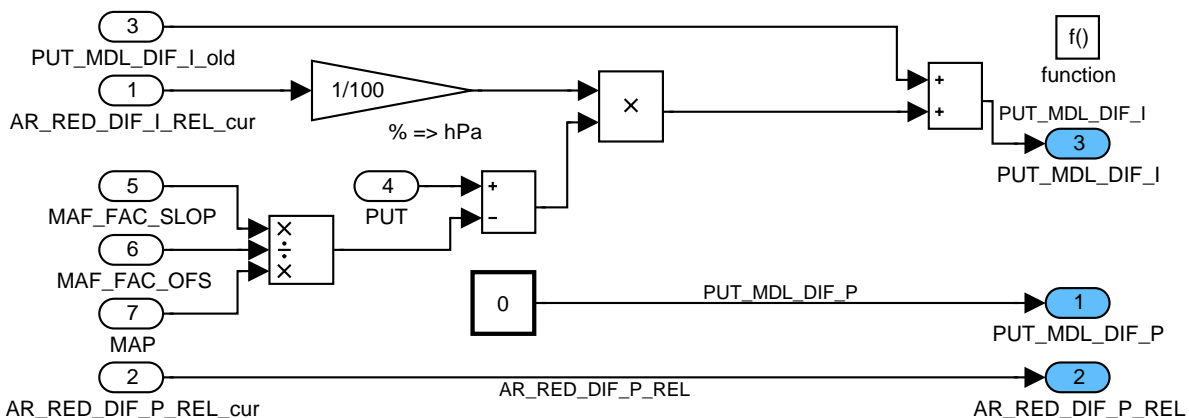 3
PUT_MDL_DIF_I_old
f()
function
1
AR_RED_DIF_I_REL_cur
1/100
% => hPa
×
+
+
PUT_MDL_DIF_I
3
PUT_MDL_DIF_I
5
MAF_FAC_SLOP
4
PUT
+
−
6
MAF_FAC_OFS
×
÷
×
7
MAP
0
PUT_MDL_DIF_P
1
PUT_MDL_DIF_P
2
AR_RED_DIF_P_REL_cur
AR_RED_DIF_P_REL
2
AR_RED_DIF_P_REL